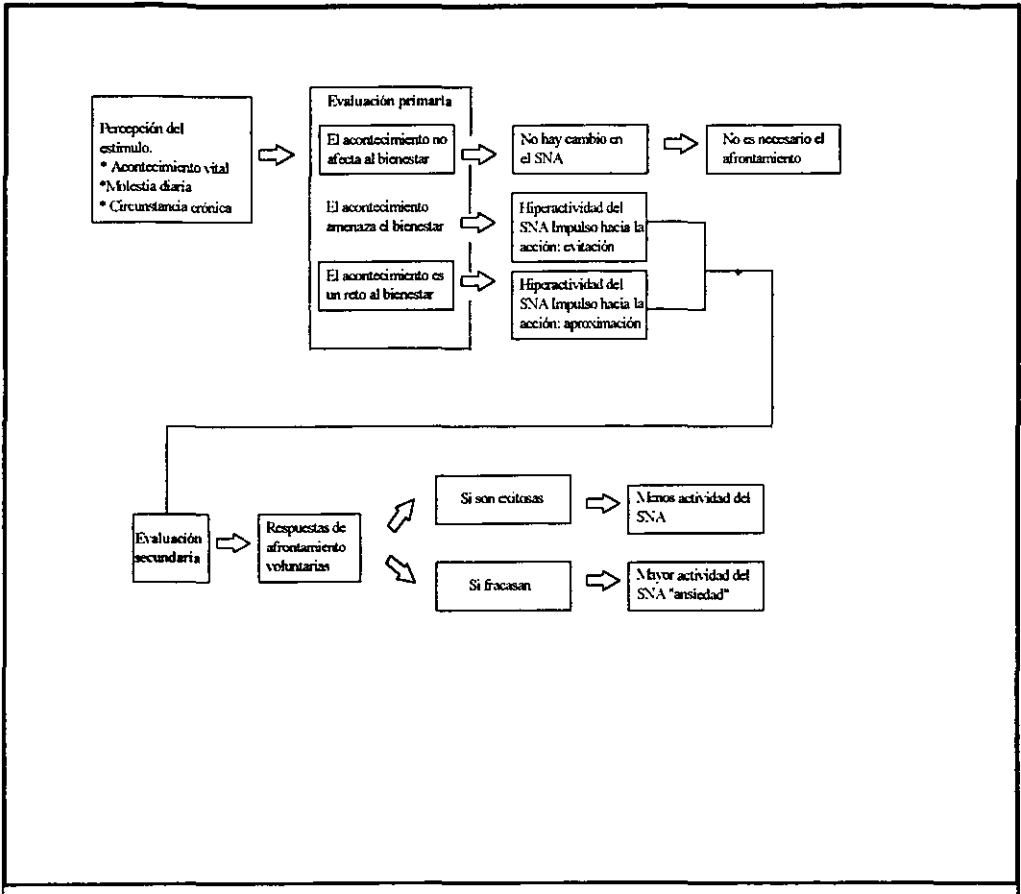 Percepción del
estímulo.
* Acontecimiento vital
*Molestia diaria
* Circunstancia crónica
Evaluación primaria
El acontecimiento no
afecta al bienestar
No hay cambio en
el SNA
No es necesario el
afrontamiento
El acontecimiento
amenaza el bienestar
Hiperactividad del
SNA Impulso hacia la
acción: evitación
El acontecimiento es
un reto al bienestar
Hiperactividad del
SNA Impulso hacia la
acción: aproximación
Evaluación
secundaria
Respuestas de
afrontamiento
voluntarias
Si son exitosas
Menos actividad del
SNA
Si fracasan
Mayor actividad del
SNA "ansiedad"